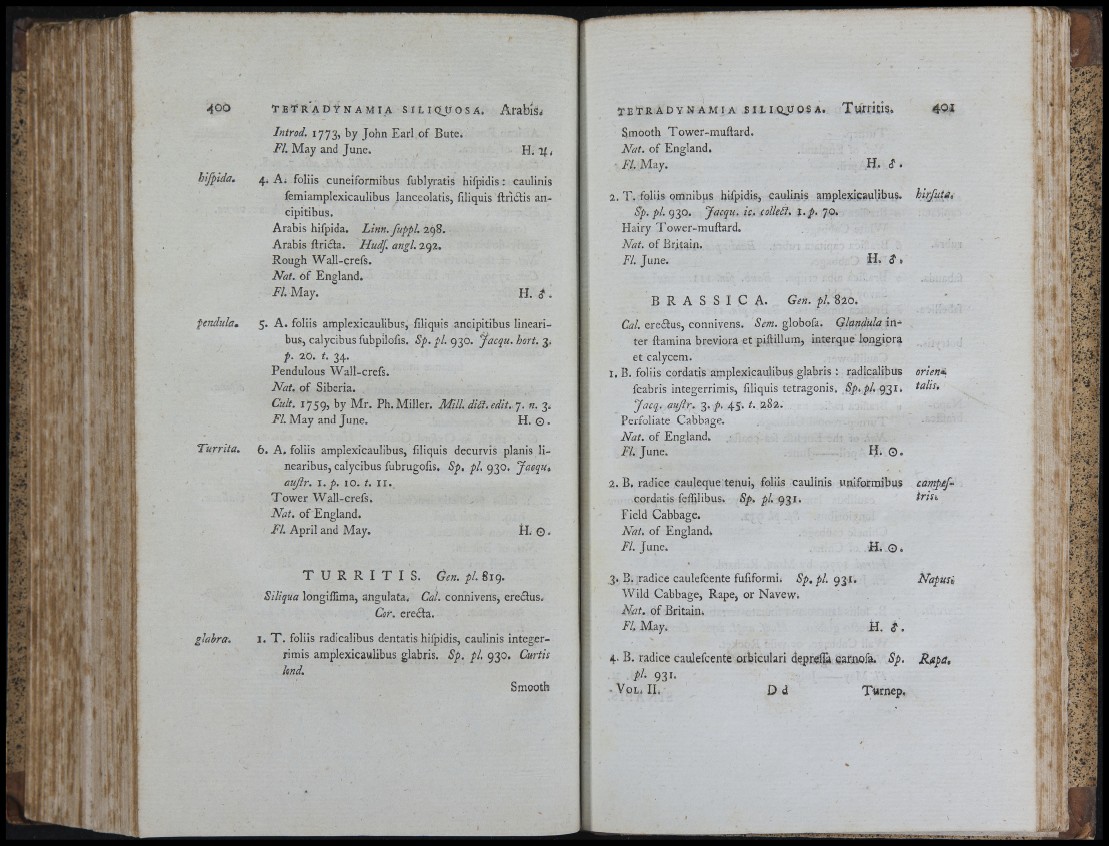 400 TETRADYNAMIA SILIQUOSA. Arabis.
Introd. 1773, by John Earl of Bute.
Fl. May and June. H. ♃.
hiſpida. 4. A. foliis cuneiformibus ſublyratis hiſpidis: caulinis
ſemiamplexicaulibus lanceolatis, ſiliquis ſtrictis an-
cipitibus.
Arabis hiſpida. Linn. ſuppl. 298.
Arabis ſtricta. Hudſ. angl. 292.
Rough Wall-creſs.
Nat. of England.
Fl. May. H. ♂.
pendula. 5. A. foliis amplexicaulibus, ſiliquis ancipitibus lineari-
bus, calycibus ſubpiloſis. Sp. pl. 930. Jacqu. hort. 3.
p. 20. t. 34.
Pendulous Wall-creſs.
Nat. of Siberia.
Cult. 1759, by Mr. Ph. Miller. Mill. dict. edit. 7. n. 3.
Fl. May and June. H. ☉.
Turrita. 6. A. foliis amplexicaulibus, ſiliquis decurvis planis li-
nearibus, calycibus ſubrugoſis. Sp. pl. 930. Jacqu.
auſtr. 1. p. 10. t. 11.
Tower Wall-creſs.
Nat. of England.
Fl. April and May. H. ☉.
TURRITIS. Gen. pl. 819.
Siliqua longiſſima, angulata. Cal. connivens, erectus.
Cor. erecta.
glabra. 1. T. foliis radicalibus dentatis hiſpidis, caulinis integer-
rimis amplexicaulibus glabris. Sp. pl. 930. Curtis
lond.
Smooth
TETRADYNAMIA SILIQUOSA. Turritis. 401
Smooth Tower-muſtard.
Nat. of England.
Fl. May. H. ♂.
2. T. foliis omnibus hiſpidis, caulinis amplexicaulibus. hirſuta.
Sp. pl. 930. Jacqu. ic. collect. 1. p. 70.
Hairy Tower-muſtard.
Nat. of Britain.
Fl. June. H. ♂.
BRASSICA. Gen. pl. 820.
Cal. erectus, connivens. Sem. globoſa. Glandula in-
ter ſtamina breviora et piſtillum, interque longiora
et calycem.
1. B. foliis cordatis amplexicaulibus glabris: radicalibus orien-
ſcabris integerrimis, ſiliquis tetragonis. Sp. pl. 931. talis.
Jacq. auſtr. 3. p. 45. t. 282.
Perfoliate Cabbage.
Nat. of England.
Fl. June. H. ☉.
2. B. radice cauleque tenui, foliis caulinis uniformibus campeſ-
cordatis ſeſſilibus. Sp. pl. 931. tris.
Field Cabbage.
Nat. of England.
Fl. June. H. ☉.
3. B. radice cauleſcente fuſiformi. Sp. pl. 931. Napus.
Wild Cabbage, Rape, or Navew.
Nat. of Britain.
Fl. May. H. ♂.
4. B. radice cauleſcente orbiculari depreſſa carnoſa. Sp. Rapa.
pl. 931.
VOL. II. D d Turnep.